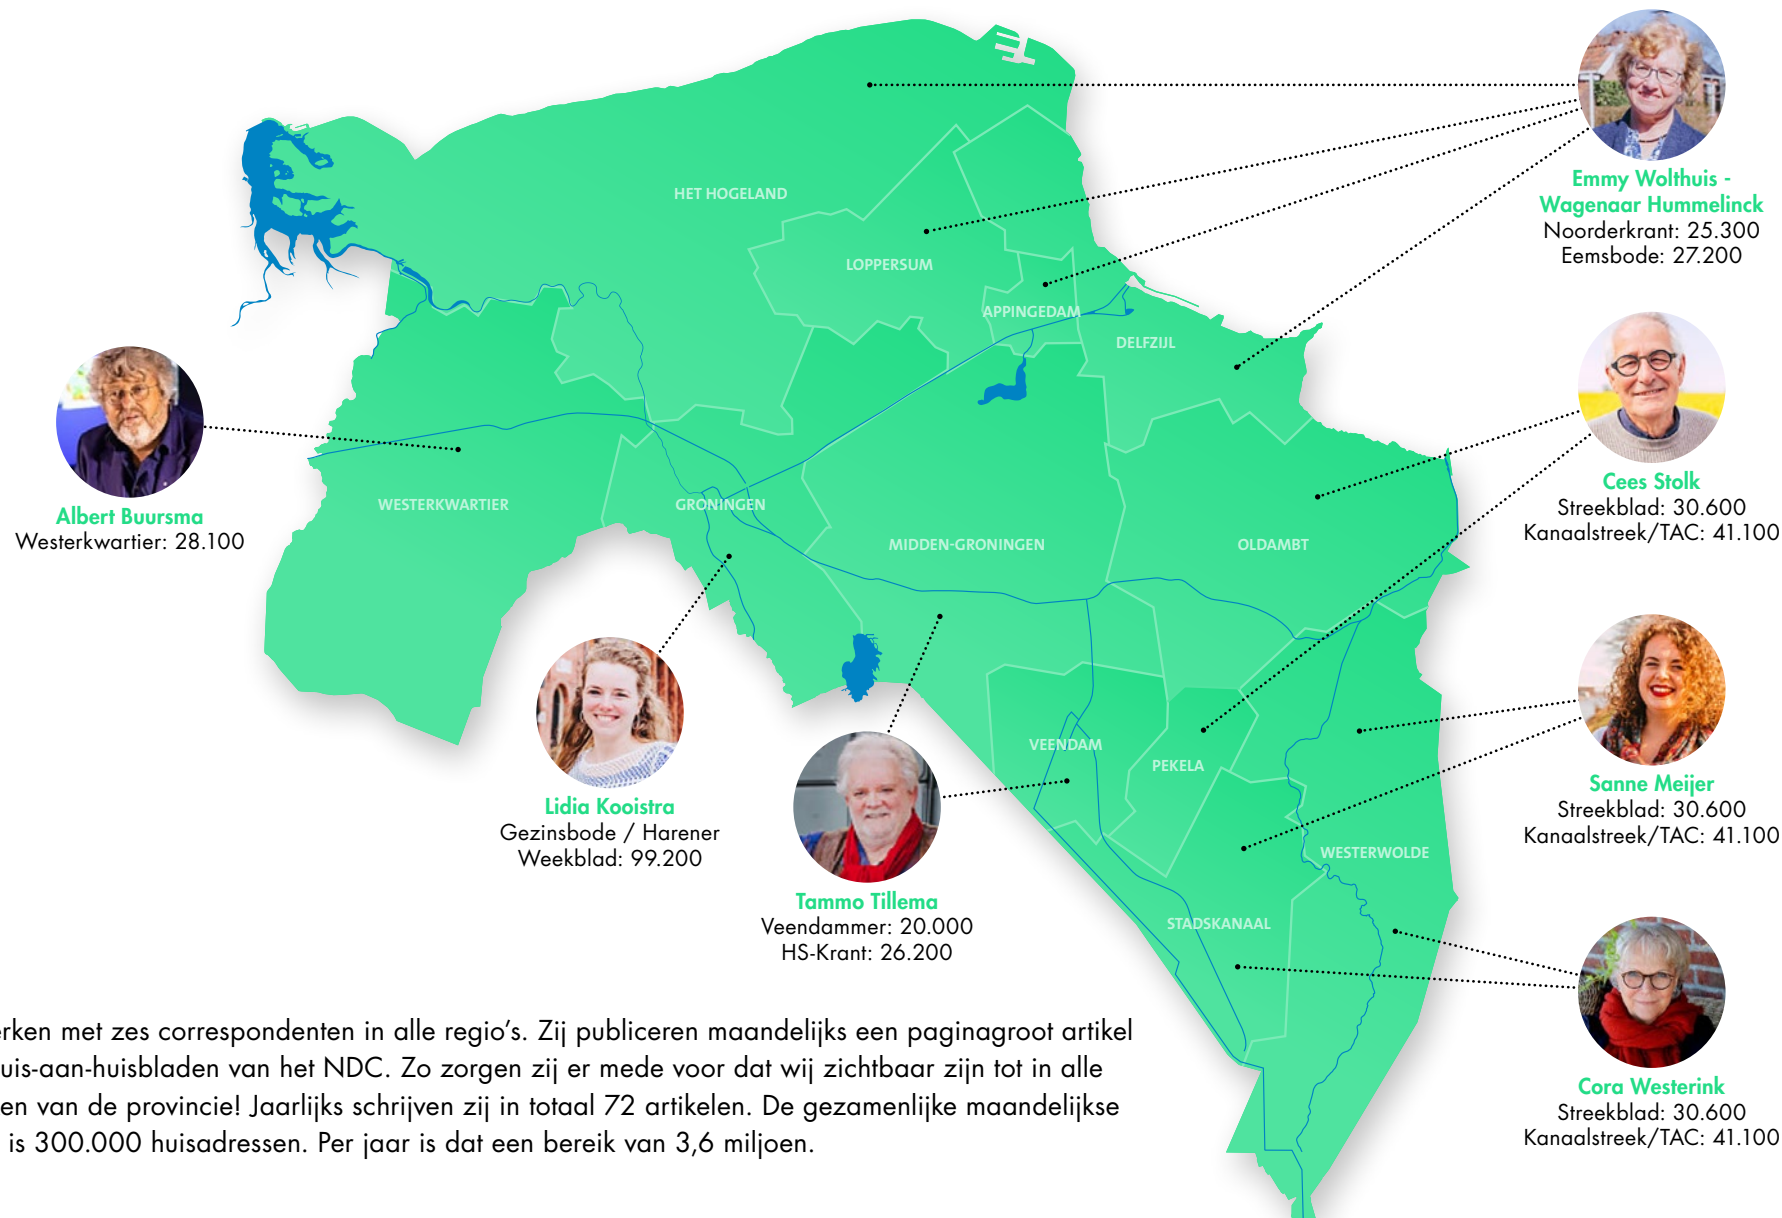 HET HOGELAND
LOPPERSUM
APPINGEDAM
DELFZIJL
WESTERKWARTIER
GRONINGEN
MIDDEN-GRONINGEN
OLDAMBT
VEENDAM
PEKELA
WESTERWOLDE
STADSKANAAL
Emmy Wolthuis -
Wagenaar Hummelinck
Noorderkrant: 25.300
Eemsbode: 27.200
Cees Stolk
Streekblad: 30.600
Kanaalstreek/TAC: 41.100
Albert Buursma
Westerkwartier: 28.100
Sanne Meijer
Streekblad: 30.600
Kanaalstreek/TAC: 41.100
Lidia Kooistra
Gezinsbode / Harener
Weekblad: 99.200
Tammo Tillema
Veendammer: 20.000
HS-Krant: 26.200
Cora Westerink
Streekblad: 30.600
Kanaalstreek/TAC: 41.100
erken met zes correspondenten in alle regio's. Zij publiceren maandelijks een paginagroot artikel
uis-aan-huisbladen van het NDC. Zo zorgen zij er mede voor dat wij zichtbaar zijn tot in alle
en van de provincie! Jaarlijks schrijven zij in totaal 72 artikelen. De gezamenlijke maandelijkse
is 300.000 huisadressen. Per jaar is dat een bereik van 3,6 miljoen.